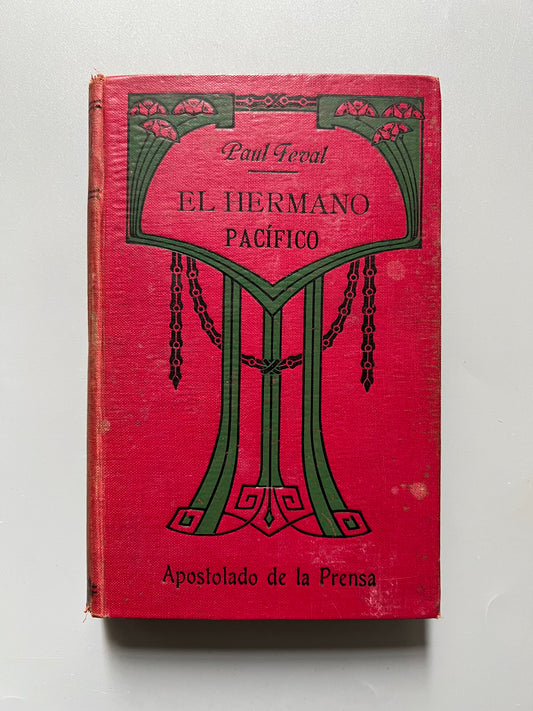 Paul Feval
EL HERMANO
PACÍFICO
Apostolado de la Prensa